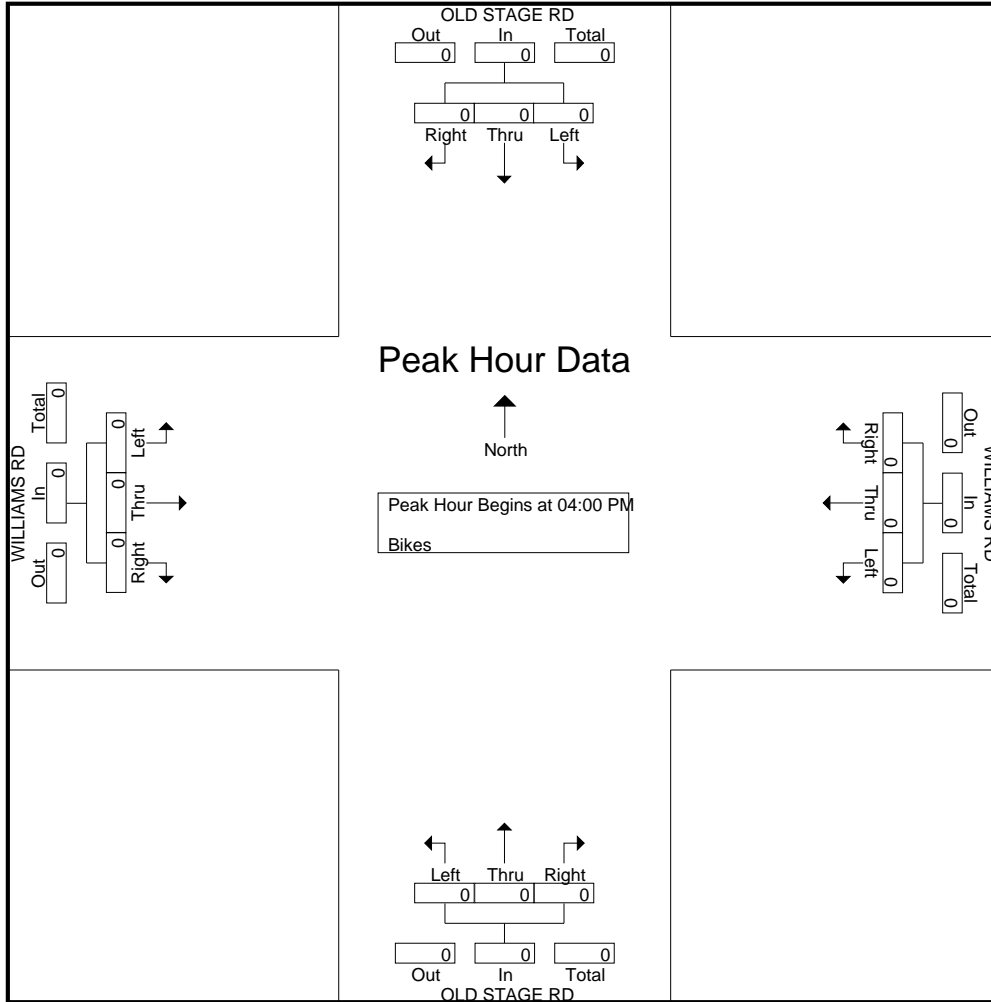 OLD STAGE RD
Out In Total
0 0 0
0 0 0
Right Thru Left
Peak Hour Data
North
Peak Hour Begins at 04:00 PM
Bikes
WILLIAMS RD
Total In Out
0 0 0
0 0 0
Left Thru Right
WILLIAMS RD
Out In Total
0 0 0
0 0 0
Right Thru Left
Left Thru Right
0 0 0
0 0 0
Out In Total
OLD STAGE RD